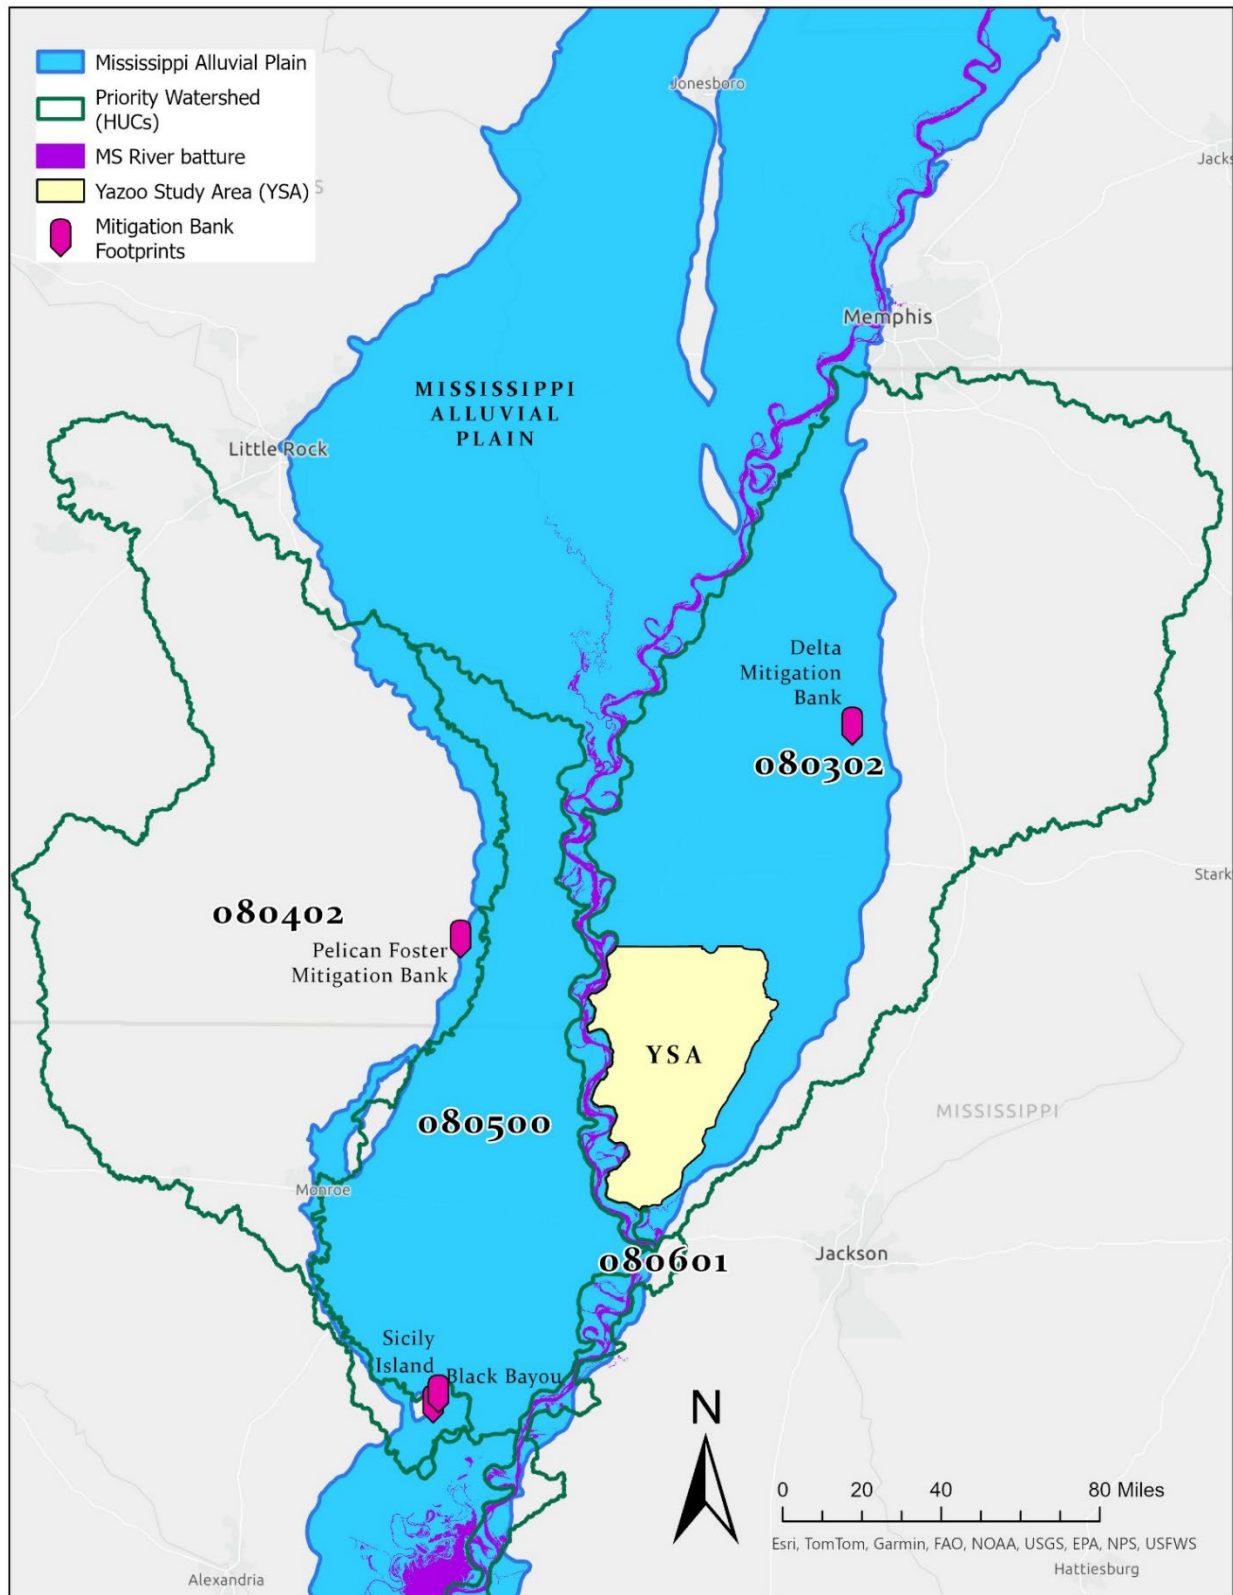 Mississippi Alluvial Plain
Priority Watershed
(HUCs)
MS River batture
Yazoo Study Area (YSA)
S
Mitigation Bank
Footprints
Jonesboro
Jacks
Memphis
MISSISSIPPI
ALLUVIAL
PLAIN
Little Rock
Delta
Mitigation
Bank
080302
Stark
080402
Pelican Foster
Mitigation Bank
YSA
080500
MISSISSIPPI
Monroe
Jackson
080601
Sicily
Island
Black Bayou
N
0 20 40 80 Miles
Esri, TomTom, Garmin, FAO, NOAA, USGS, EPA, NPS, USFWS
Hattiesburg
Alexandria